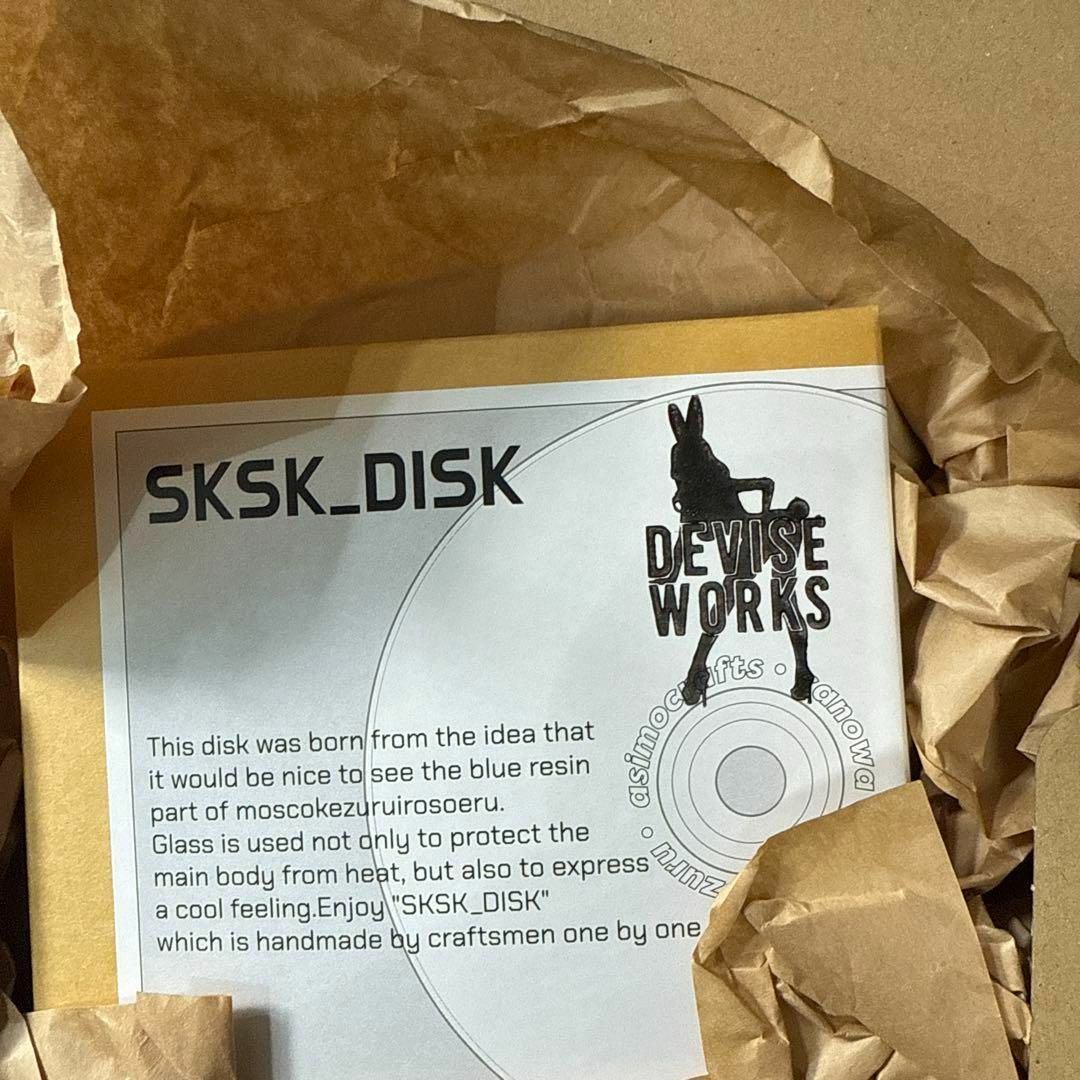 SKSK_DISK
DEVISE
WORKS
This disk was born from the idea that
it would be nice to see the blue resin
part of moscokezuruirosoeru.
Glass is used not only to protect the
main body from heat, but also to express
a cool feeling.Enjoy "SKSK_DISK"
which is handmade by craftsmen one by one
asimocrafts